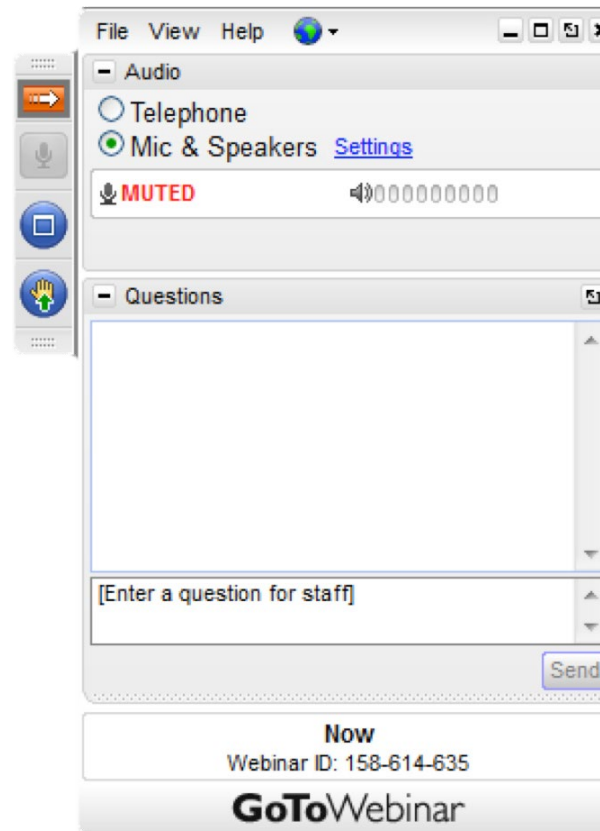 File View Help
Audio
Telephone
Mic & Speakers Settings
MUTED 000000000
Questions
[Enter a question for staff]
Send
Now
Webinar ID: 158-614-635
GoToWebinar